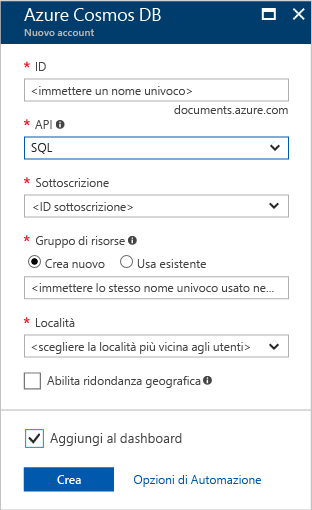 Azure Cosmos DB
Nuovo account
* ID
<immettere un nome univoco>
documents.azure.com
* API
SQL
* Sottoscrizione
<ID sottoscrizione>
* Gruppo di risorse
Crea nuovo Usa esistente
<immettere lo stesso nome univoco usato ne...
* Località
<scegliere la località più vicina agli utenti>
Abilita ridondanza geografica
Aggiungi al dashboard
Crea Opzioni di Automazione